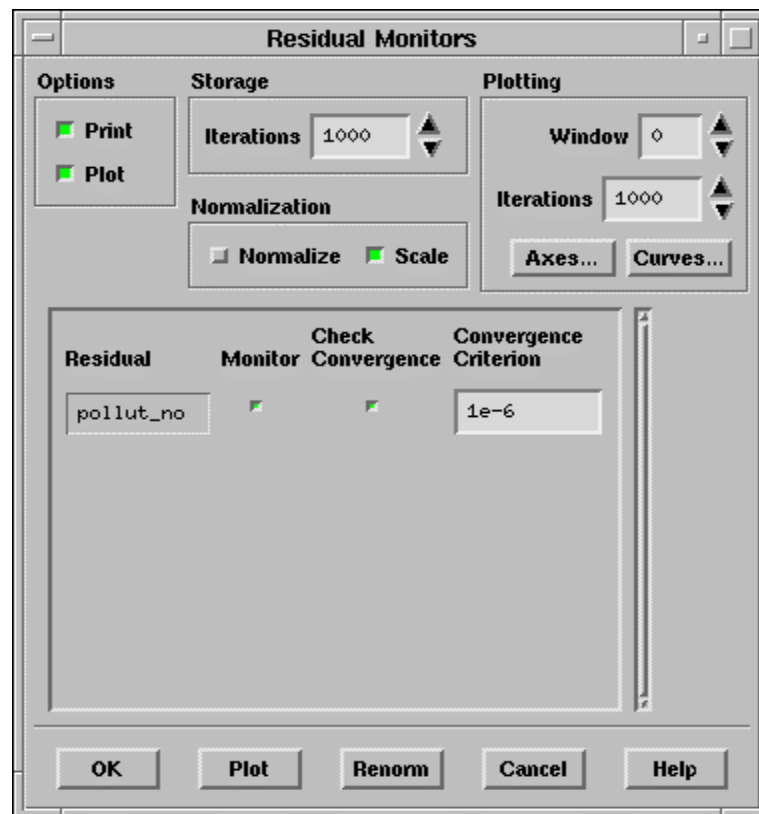 Residual Monitors
Options
Print
Plot
Storage
Iterations 1000
Normalization
Normalize Scale
Plotting
Window 0
Iterations 1000
Axes... Curves...
Residual Monitor Check Convergence Convergence Criterion
pollut_no 1e-6
OK Plot Renorm Cancel Help